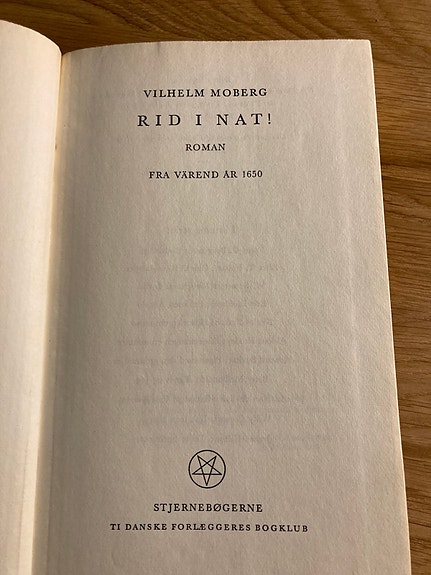 VILHELM MOBERG
RID I NAT!
ROMAN
FRA VÄREND ÅR 1650
STJERNEBØGERNE
TI DANSKE FORLÆGGERES BOGKLUB